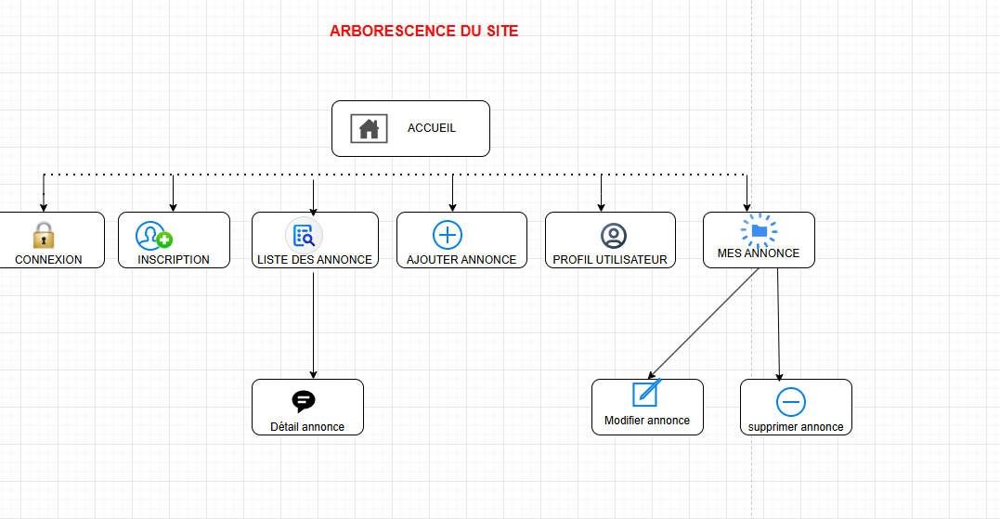 ARBORESCENCE DU SITE
ACCUEIL
CONNEXION
INSCRIPTION
LISTE DES ANNONCE
AJOUTER ANNONCE
PROFIL UTILISATEUR
MES ANNONCE
Détail annonce
Modifier annonce
supprimer annonce